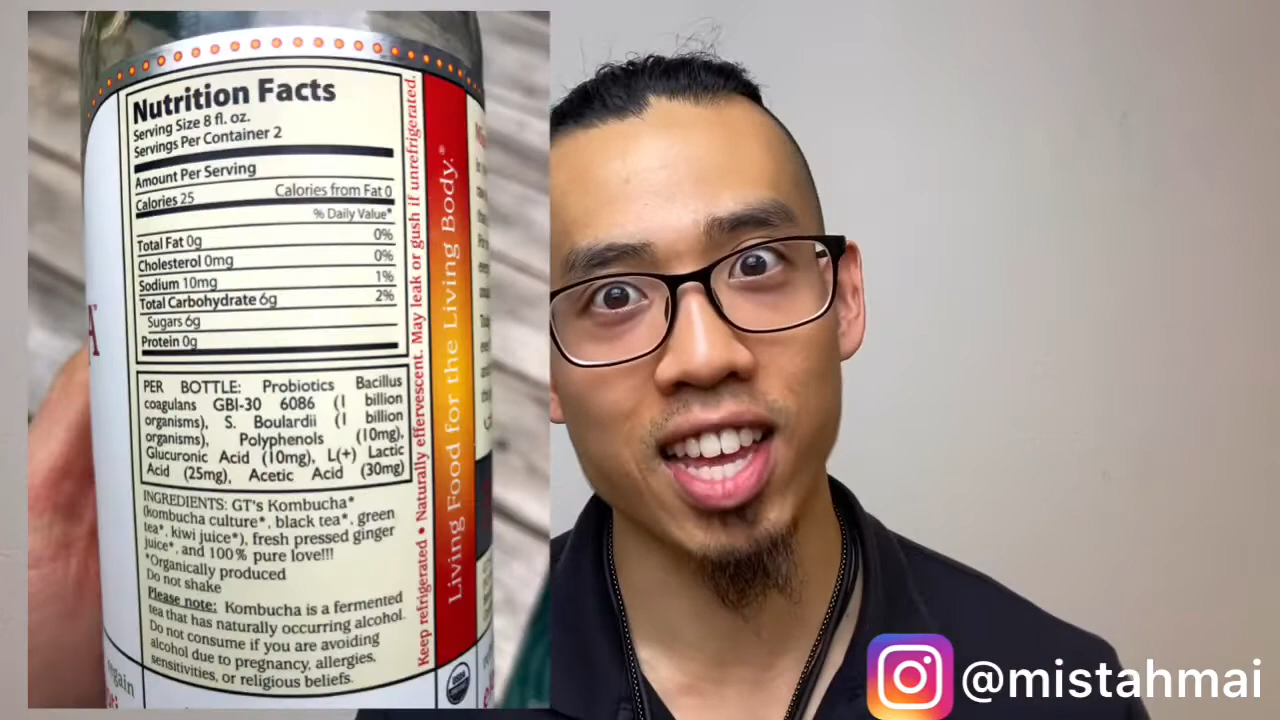 Nutrition Facts
Serving Size 8 fl. oz.
Servings Per Container 2
Amount Per Serving
Calories 25 Calories from Fat 0
% Daily Value*
Total Fat 0g 0%
Cholesterol 0mg 0%
Sodium 10mg 1%
Total Carbohydrate 6g 2%
Sugars 6g
Protein 0g
PER BOTTLE: Probiotics Bacillus
coagulans GBI-30 6086 (1 billion
organisms), S. Boulardii (1 billion
organisms), Polyphenols (10mg),
Glucuronic Acid (10mg), L(+) Lactic
Acid (25mg), Acetic Acid (30mg)
INGREDIENTS: GT's Kombucha*
(kombucha culture*, black tea*, green
tea*, kiwi juice*), fresh pressed ginger
juice*, and 100% pure love!!!
*Organically produced
Do not shake
Please note: Kombucha is a fermented
tea that has naturally occurring alcohol.
Do not consume if you are avoiding
alcohol due to pregnancy, allergies,
sensitivities, or religious beliefs.
Keep refrigerated • Naturally effervescent. May leak or gush if unrefrigerated.
Living Food for the Living Body.®
@mistahmai